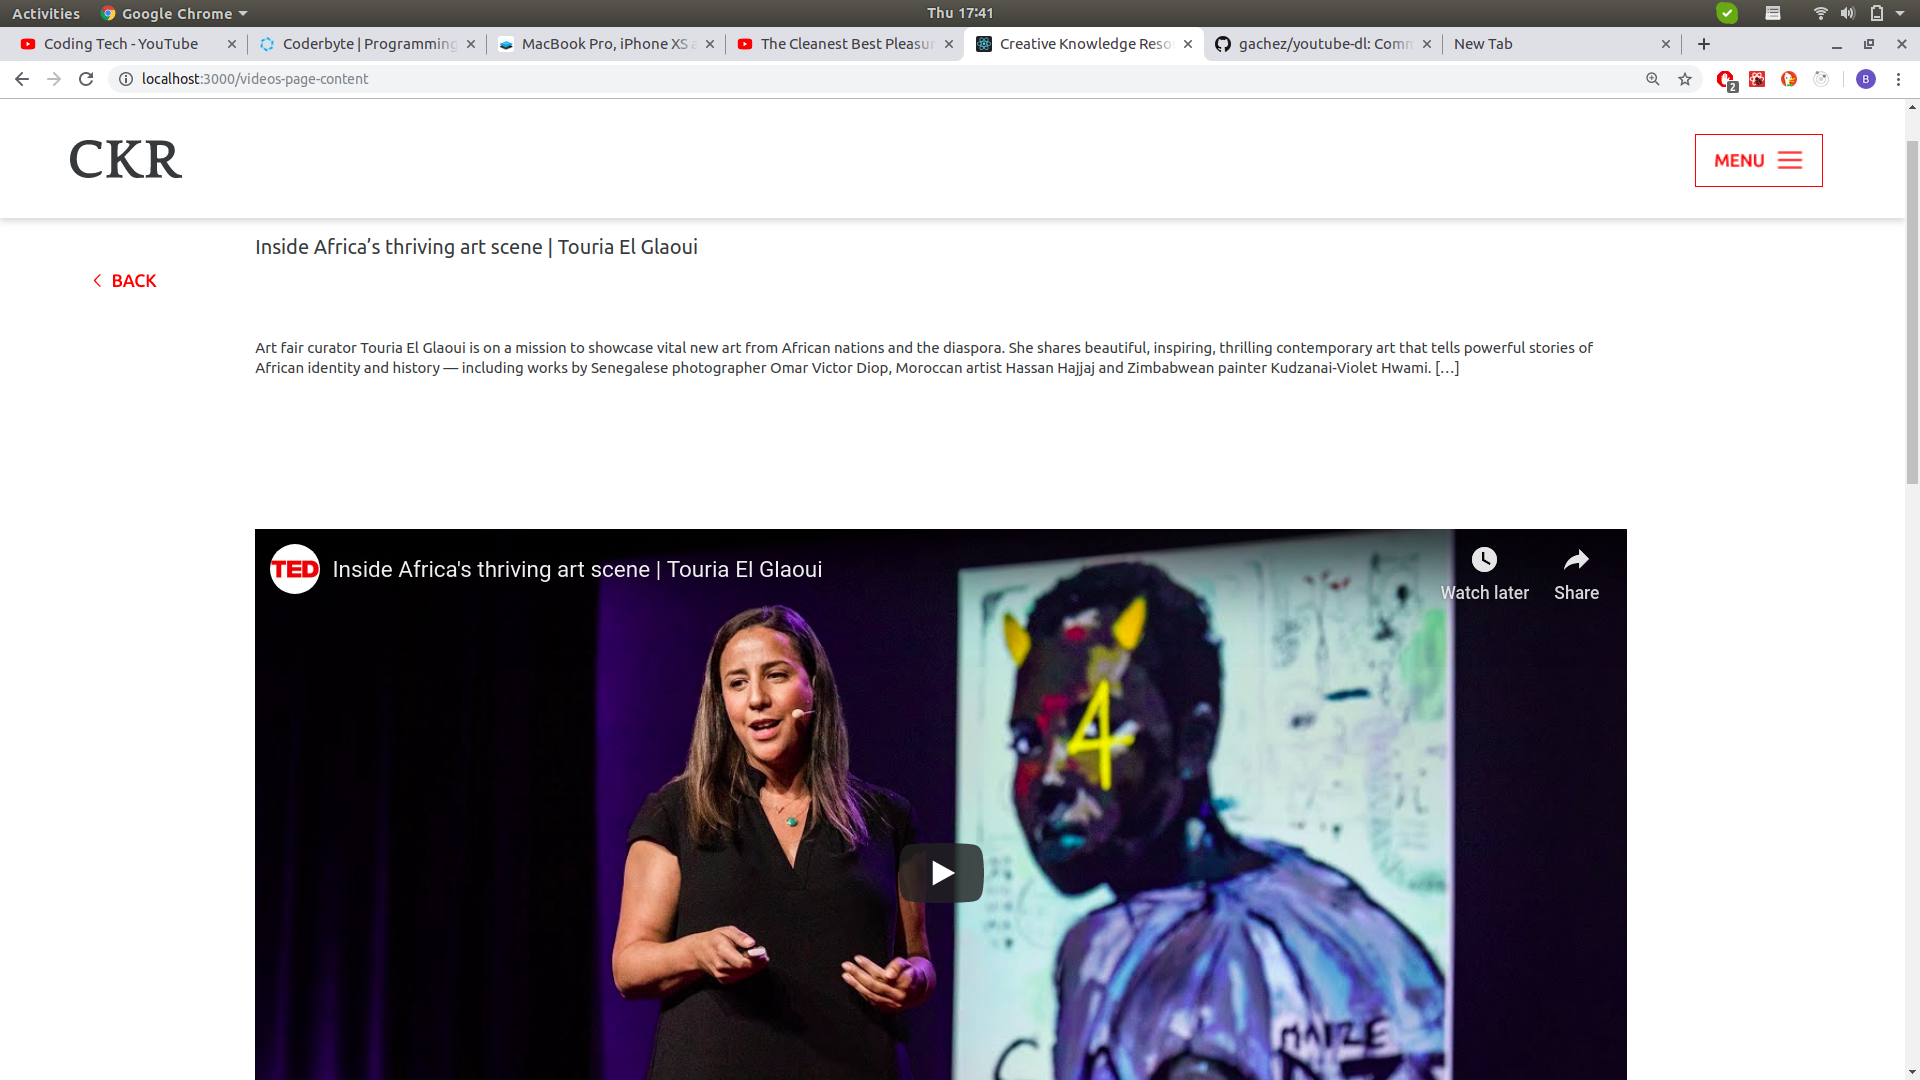 Activities Google Chrome Thu 17:41
Coding Tech - YouTube Coderbyte | Programming MacBook Pro, iPhone XS a The Cleanest Best Pleasur Creative Knowledge Reso gachez/youtube-dl: Comm New Tab
localhost:3000/videos-page-content 2 B
CKR MENU
Inside Africa’s thriving art scene | Touria El Glaoui
BACK
Art fair curator Touria El Glaoui is on a mission to showcase vital new art from African nations and the diaspora. She shares beautiful, inspiring, thrilling contemporary art that tells powerful stories of
African identity and history — including works by Senegalese photographer Omar Victor Diop, Moroccan artist Hassan Hajjaj and Zimbabwean painter Kudzanai-Violet Hwami. […]
TED Inside Africa's thriving art scene | Touria El Glaoui
Watch later Share
4
MAIZE